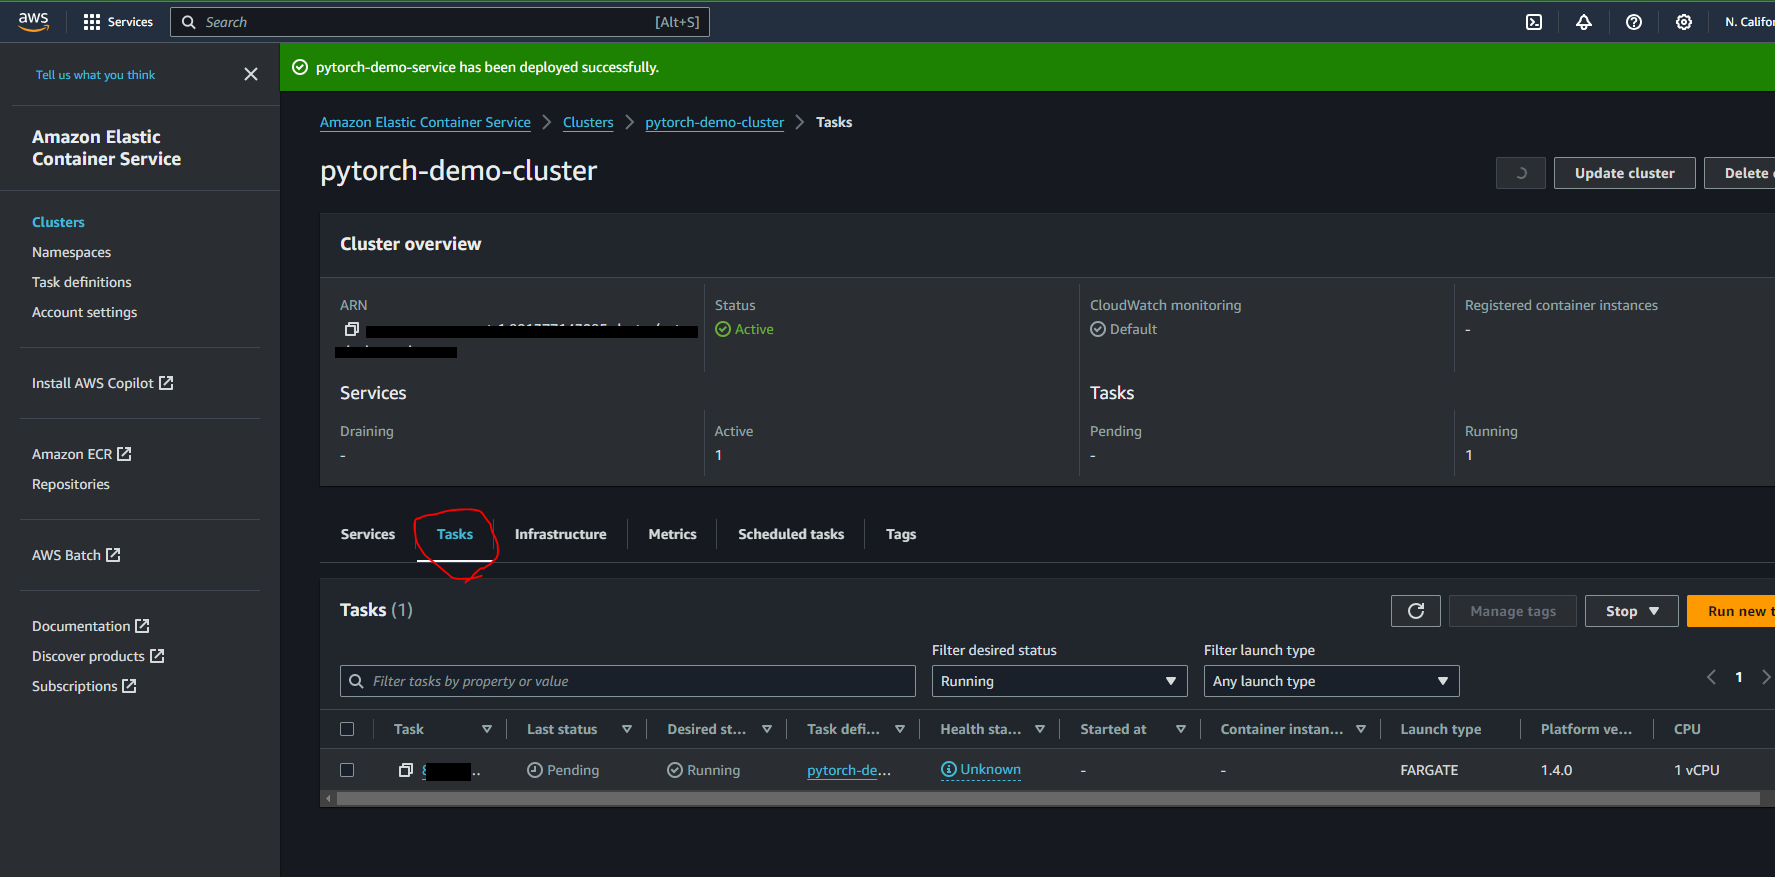 aws
Services
Search
[Alt+S]
N. Califor
Tell us what you think
pytorch-demo-service has been deployed successfully.
Amazon Elastic
Container Service
Clusters
Namespaces
Task definitions
Account settings
Install AWS Copilot
Amazon ECR
Repositories
AWS Batch
Documentation
Discover products
Subscriptions
Amazon Elastic Container Service > Clusters > pytorch-demo-cluster > Tasks
pytorch-demo-cluster
Update cluster
Delete
Cluster overview
ARN
Status
Active
CloudWatch monitoring
Default
Registered container instances
-
Services
Tasks
Draining
-
Active
1
Pending
-
Running
1
Services
Tasks
Infrastructure
Metrics
Scheduled tasks
Tags
Tasks (1)
Manage tags
Stop
Run new t
Filter desired status
Filter launch type
Filter tasks by property or value
Running
Any launch type
1
Task
Last status
Desired st...
Task defi...
Health sta...
Started at
Container instan...
Launch type
Platform ve...
CPU
..
Pending
Running
pytorch-de...
Unknown
-
-
FARGATE
1.4.0
1 vCPU